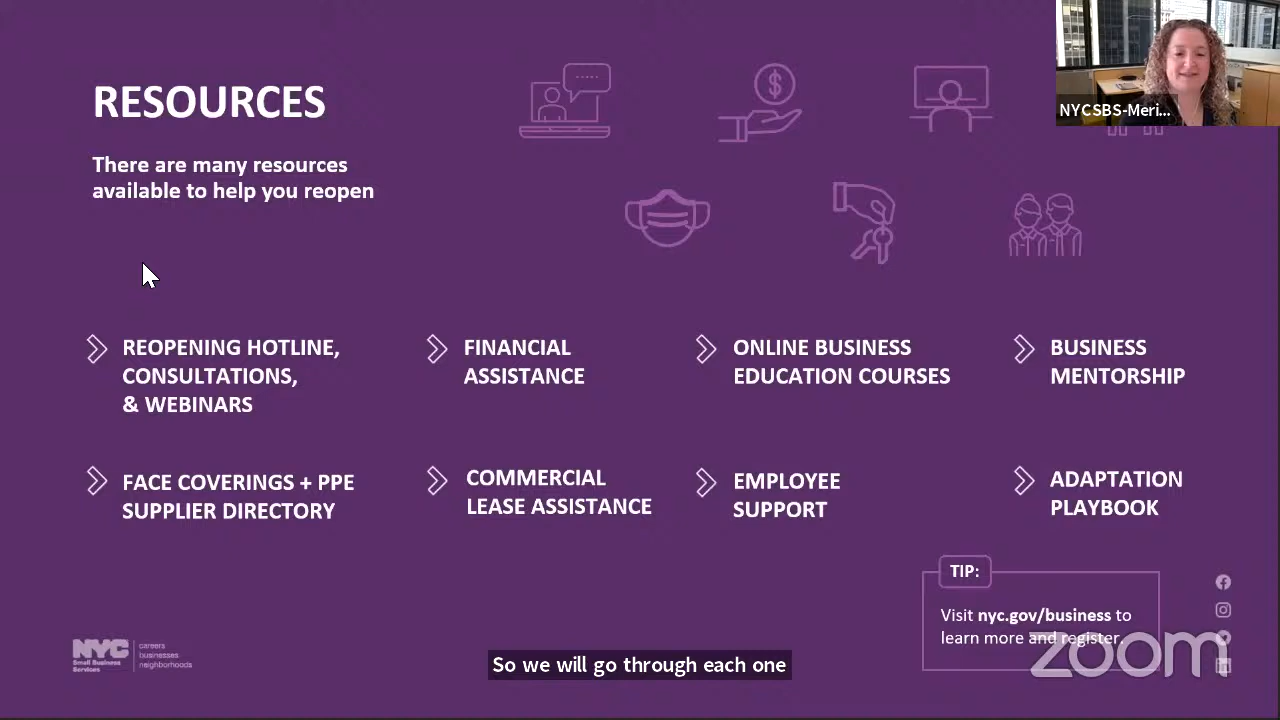 RESOURCES
There are many resources
available to help you reopen
NYCSBS-Meri...
REOPENING HOTLINE,
CONSULTATIONS,
& WEBINARS
FINANCIAL
ASSISTANCE
ONLINE BUSINESS
EDUCATION COURSES
BUSINESS
MENTORSHIP
FACE COVERINGS + PPE
SUPPLIER DIRECTORY
COMMERCIAL
LEASE ASSISTANCE
EMPLOYEE
SUPPORT
ADAPTATION
PLAYBOOK
TIP:
Visit nyc.gov/business to
learn more and register.
NYC
Small Business
Services
careers
businesses
neighborhoods
So we will go through each one
zoom